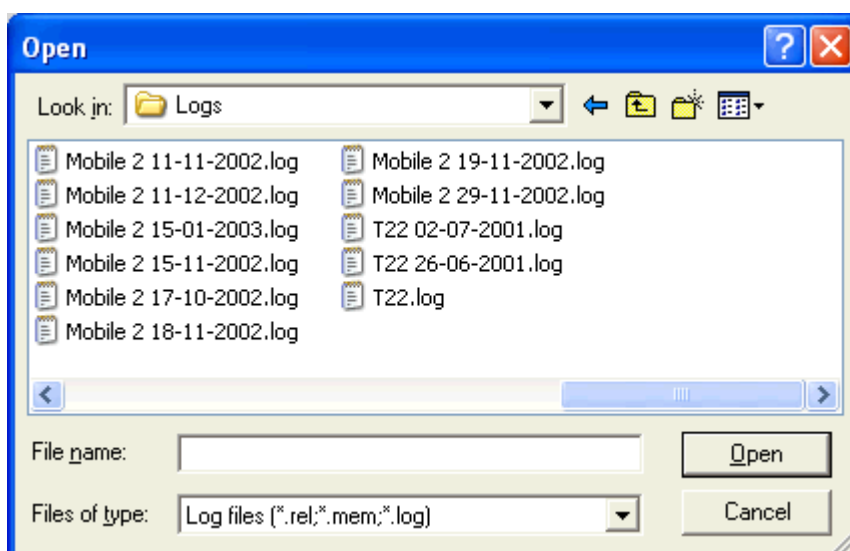 Open
Look in: Logs
Mobile 2 11-11-2002.log
Mobile 2 11-12-2002.log
Mobile 2 15-01-2003.log
Mobile 2 15-11-2002.log
Mobile 2 17-10-2002.log
Mobile 2 18-11-2002.log
Mobile 2 19-11-2002.log
Mobile 2 29-11-2002.log
T22 02-07-2001.log
T22 26-06-2001.log
T22.log
File name: Open
Files of type: Log files (*.rel;*.mem;*.log) Cancel